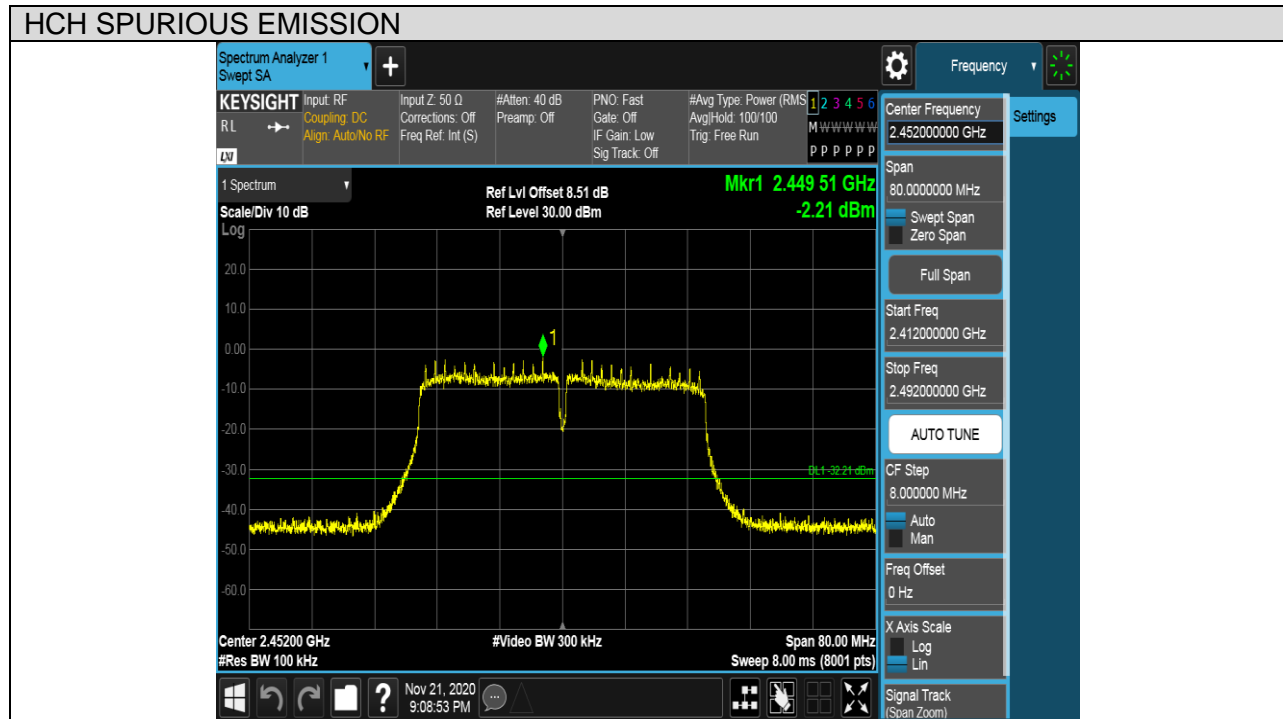 HCH SPURIOUS EMISSION
Spectrum Analyzer 1
Swept SA
Frequency
KEYSIGHT
RL
LXI
Input: RF
Coupling: DC
Align: Auto/No RF
Input Z: 50 Ω
Corrections: Off
Freq Ref: Int (S)
#Atten: 40 dB
Preamp: Off
PNO: Fast
Gate: Off
IF Gain: Low
Sig Track: Off
#Avg Type: Power (RMS
Avg|Hold: 100/100
Trig: Free Run
1 2 3 4 5 6
M W W W W W
P P P P P P
1 Spectrum
Scale/Div 10 dB
Ref Lvl Offset 8.51 dB
Ref Level 30.00 dBm
Mkr1 2.449 51 GHz
-2.21 dBm
Log
20.0
10.0
0.00
-10.0
-20.0
-30.0
-40.0
-50.0
-60.0
1
DL1 -32.21 dBm
Center 2.45200 GHz
#Res BW 100 kHz
#Video BW 300 kHz
Span 80.00 MHz
Sweep 8.00 ms (8001 pts)
Nov 21, 2020
9:08:53 PM
Center Frequency
2.452000000 GHz
Settings
Span
80.0000000 MHz
Swept Span
Zero Span
Full Span
Start Freq
2.412000000 GHz
Stop Freq
2.492000000 GHz
AUTO TUNE
CF Step
8.000000 MHz
Auto
Man
Freq Offset
0 Hz
X Axis Scale
Log
Lin
Signal Track
(Span Zoom)